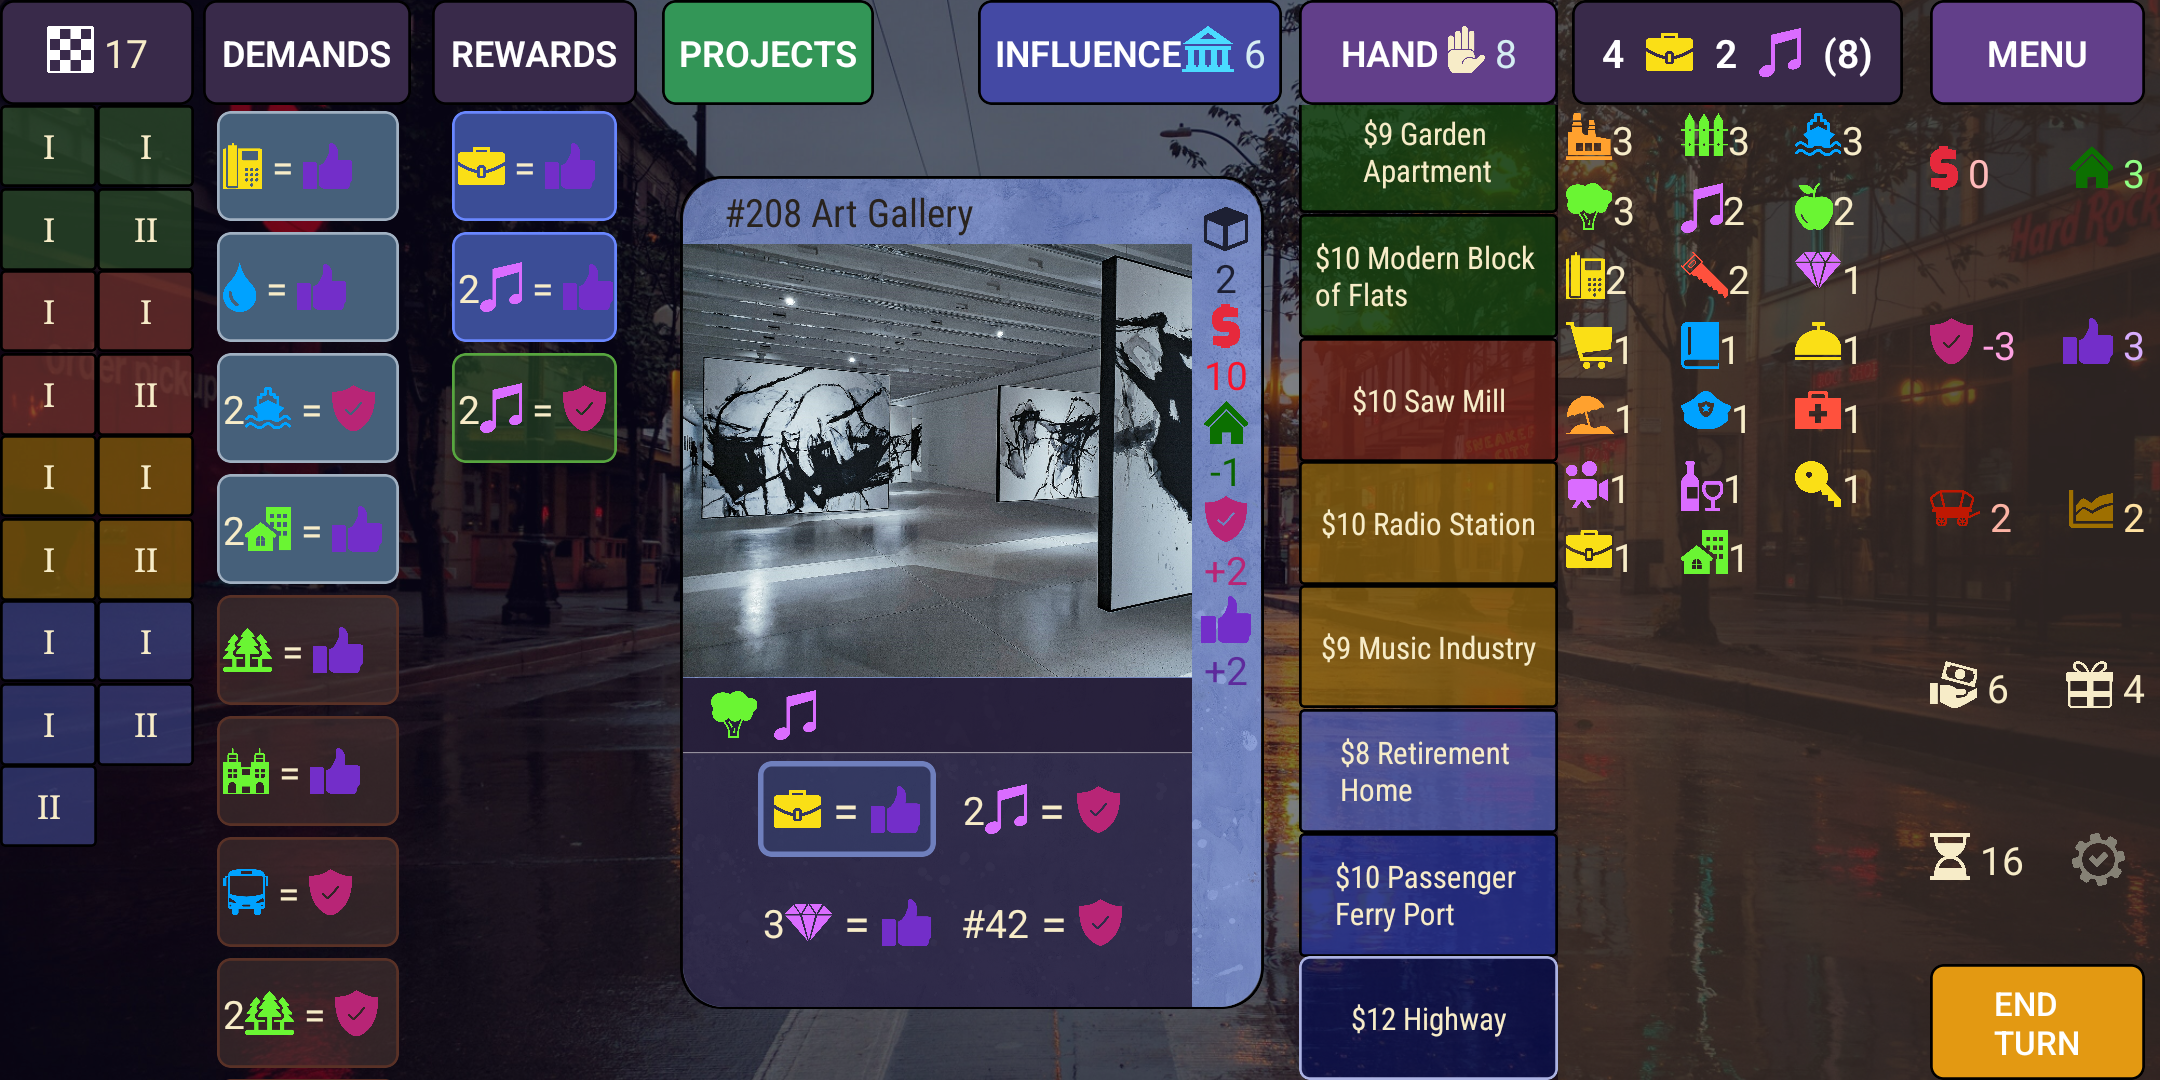 17
DEMANDS
REWARDS
PROJECTS
INFLUENCE 6
HAND 8
4 2 (8)
MENU
I I
I II
I I
I II
I I
I II
I I
I II
II
=
=
2 =
2 =
=
=
=
2 =
=
2 =
2 =
#208 Art Gallery
2
10
-1
+2
+2
= 2 =
3 = #42 =
$9 Garden
Apartment
$10 Modern Block
of Flats
$10 Saw Mill
$10 Radio Station
$9 Music Industry
$8 Retirement
Home
$10 Passenger
Ferry Port
$12 Highway
3 3 3
3 2 2
2 2 1
1 1 1
1 1 1
1 1 1
1 1
$ 0 3
-3 3
2 2
6 4
16
Hard Rock
Order pickup
END
TURN